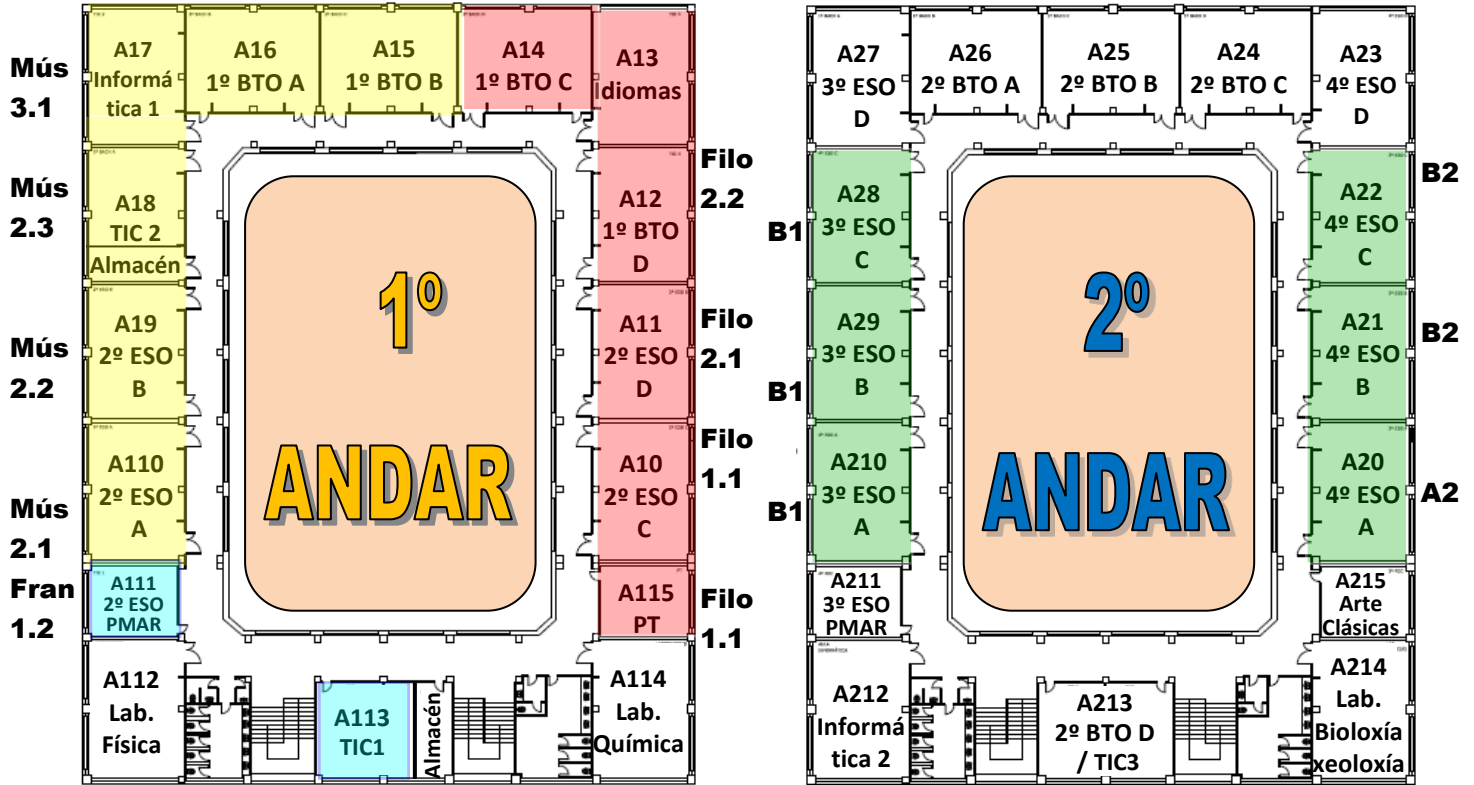 Mús
3.1
A17
Informá
tica 1
A16
1º BTO A
A15
1º BTO B
A14
1º BTO C
A13
Idiomas
Mús
2.3
A18
TIC 2
Almacén
Filo
2.2
A12
1º BTO
D
Mús
2.2
A19
2º ESO
B
1º
ANDAR
A11
2º ESO
D
Filo
2.1
Mús
2.1
A110
2º ESO
A
A10
2º ESO
C
Filo
1.1
Fran
1.2
A111
2º ESO
PMAR
A115
PT
Filo
1.1
A112
Lab.
Física
A113
TIC1
Almacén
A114
Lab.
Química
A27
3º ESO
D
A26
2º BTO A
A25
2º BTO B
A24
2º BTO C
A23
4º ESO
D
B1
A28
3º ESO
C
A22
4º ESO
C
B2
B1
A29
3º ESO
B
2º
ANDAR
A21
4º ESO
B
B2
B1
A210
3º ESO
A
A20
4º ESO
A
A2
A211
3º ESO
PMAR
A215
Arte
Clásicas
A212
Informá
tica 2
A213
2º BTO D
/ TIC3
A214
Lab.
Bioloxía
xeoloxía